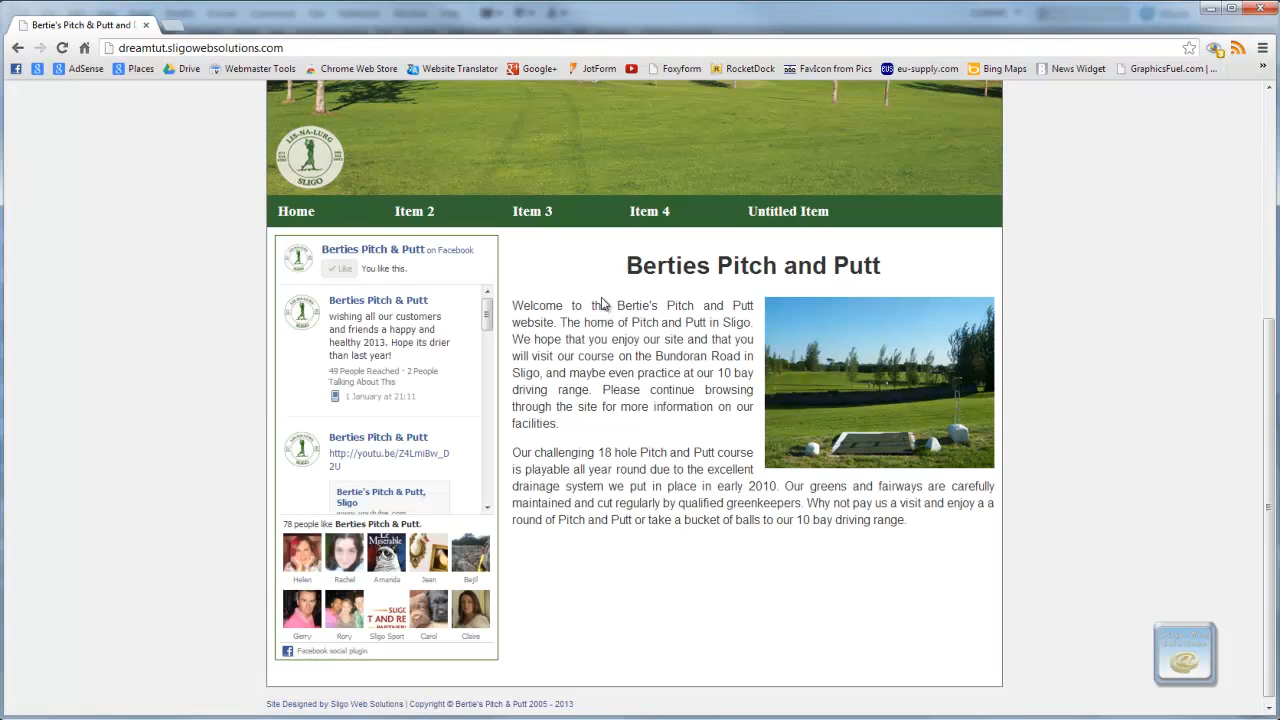 Bertie's Pitch & Putt and (
dreamtut.sligowebsolutions.com
AdSense Places Drive Webmaster Tools Chrome Web Store Website Translator Google+ JotForm Foxyform RocketDock FavIcon from Pics eu-supply.com Bing Maps News Widget GraphicsFuel.com | ... »
LIS-NA-LURG
SLIGO
Home Item 2 Item 3 Item 4 Untitled Item
Berties Pitch & Putt on Facebook
Like You like this.
Berties Pitch & Putt
wishing all our customers
and friends a happy and
healthy 2013. Hope its drier
than last year!
49 People Reached · 2 People
Talking About This
1 January at 21:11
Berties Pitch & Putt
http://youtu.be/Z4LmiBw_D
2U
Bertie's Pitch & Putt,
Sligo
www.youtube.com
78 people like Berties Pitch & Putt.
Helen Rachel Amanda Jean Bejil
Gerry Rory Sligo Sport Carol Claire
Facebook social plugin
Berties Pitch and Putt
Welcome to the Bertie's Pitch and Putt
website. The home of Pitch and Putt in Sligo.
We hope that you enjoy our site and that you
will visit our course on the Bundoran Road in
Sligo, and maybe even practice at our 10 bay
driving range. Please continue browsing
through the site for more information on our
facilities.
Our challenging 18 hole Pitch and Putt course
is playable all year round due to the excellent
drainage system we put in place in early 2010. Our greens and fairways are carefully
maintained and cut regularly by qualified greenkeepers. Why not pay us a visit and enjoy a a
round of Pitch and Putt or take a bucket of balls to our 10 bay driving range.
Site Designed by Sligo Web Solutions | Copyright © Bertie's Pitch & Putt 2005 - 2013